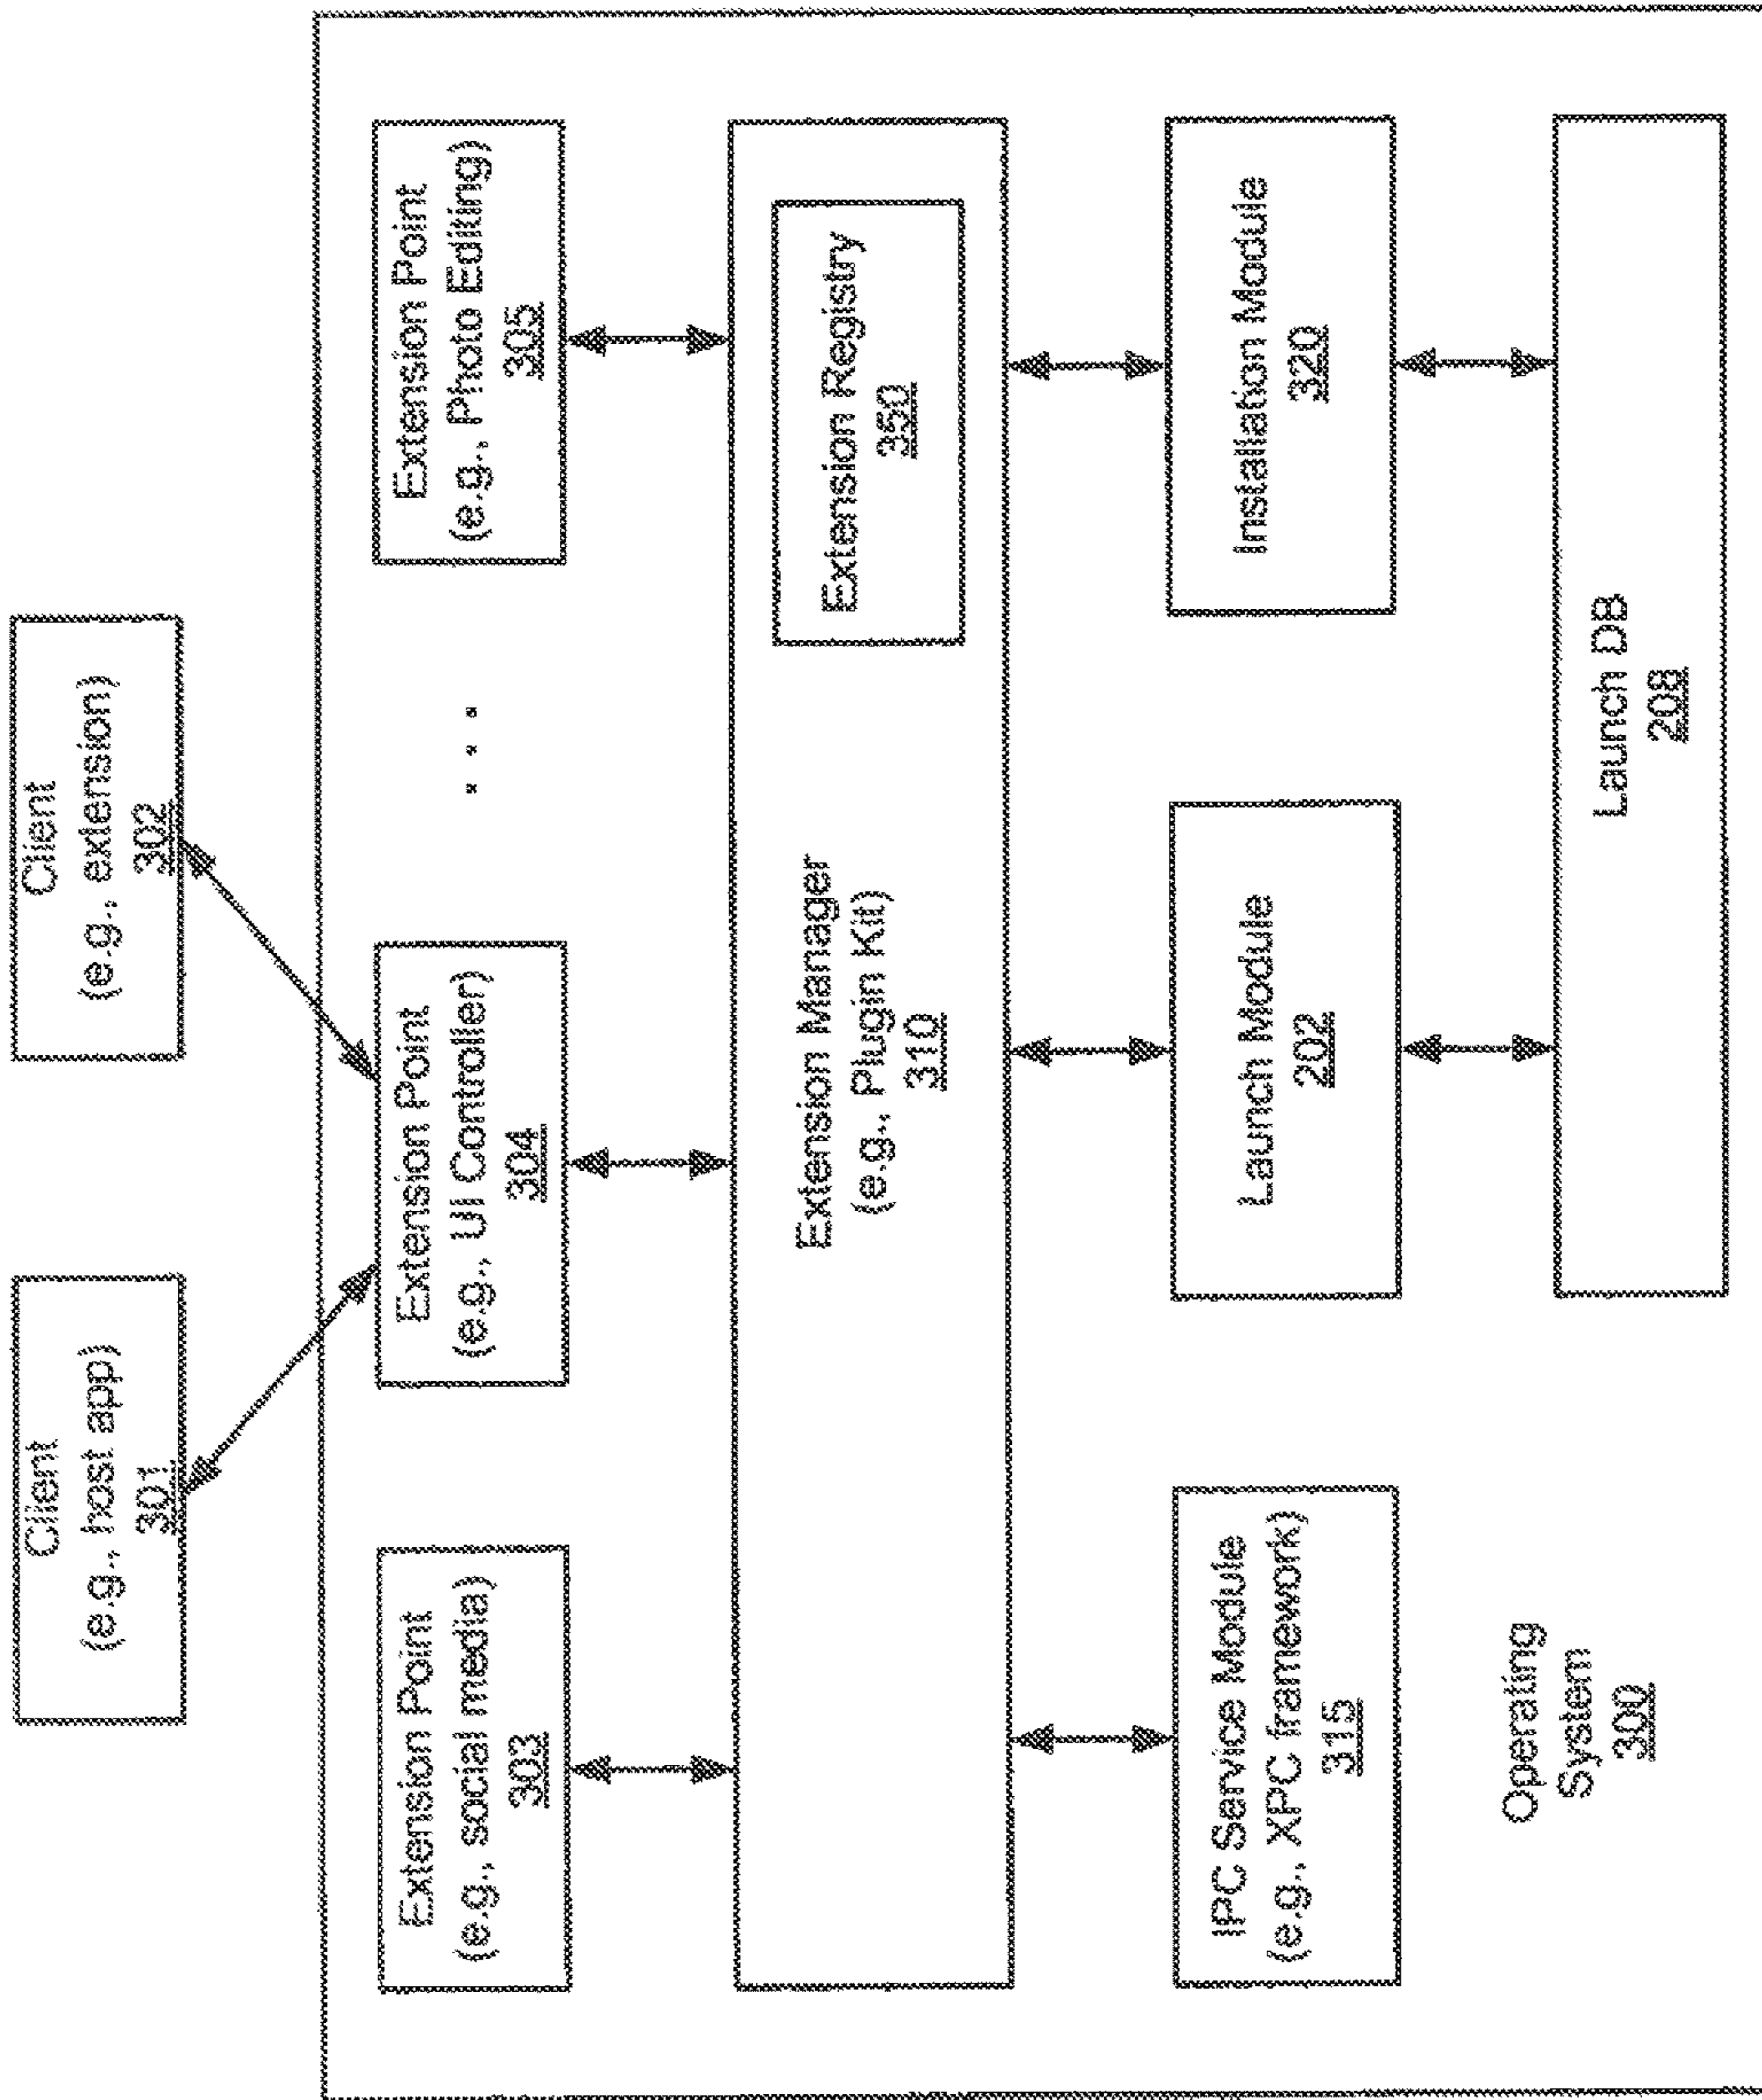 Client
(e.g., host app)
301
Client
(e.g., extension)
302
Extension Point
(e.g., social media)
303
Extension Point
(e.g., UI Controller)
304
. . .
Extension Point
(e.g., Photo Editing)
305
Extension Manager
(e.g., Plugin Kit)
310
Extension Registry
350
IPC Service Module
(e.g., XPC framework)
315
Launch Module
202
Installation Module
320
Operating
System
300
Launch DB
208